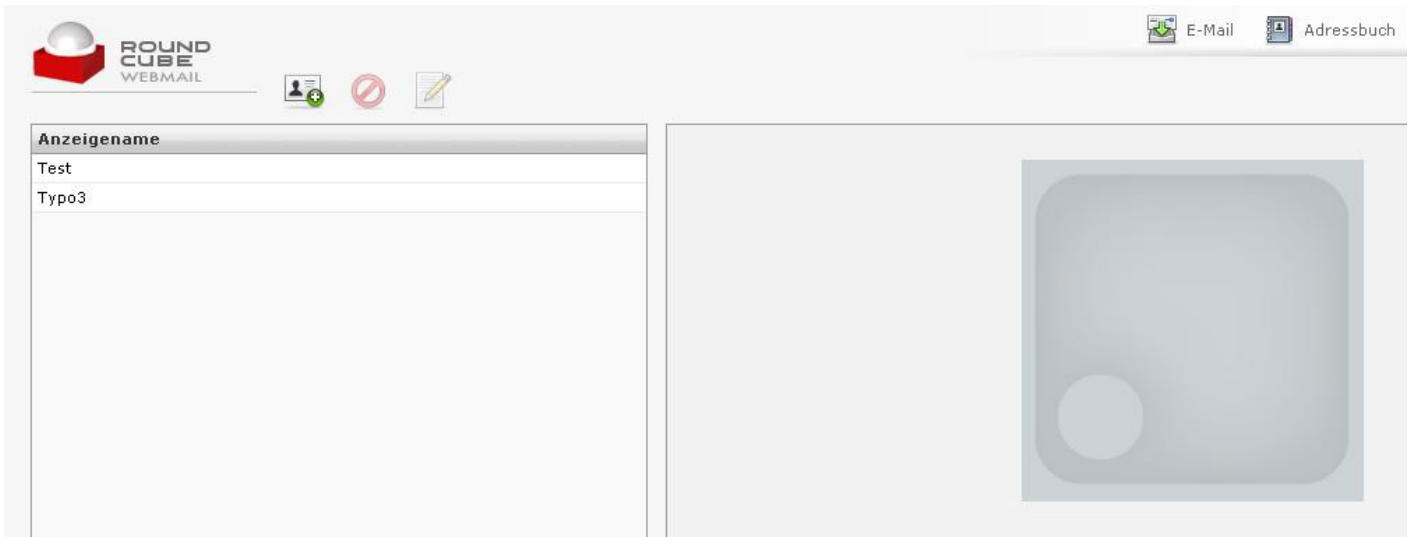 ROUND
CUBE
WEBMAIL
E-Mail Adressbuch
Anzeigename
Test
Typo3